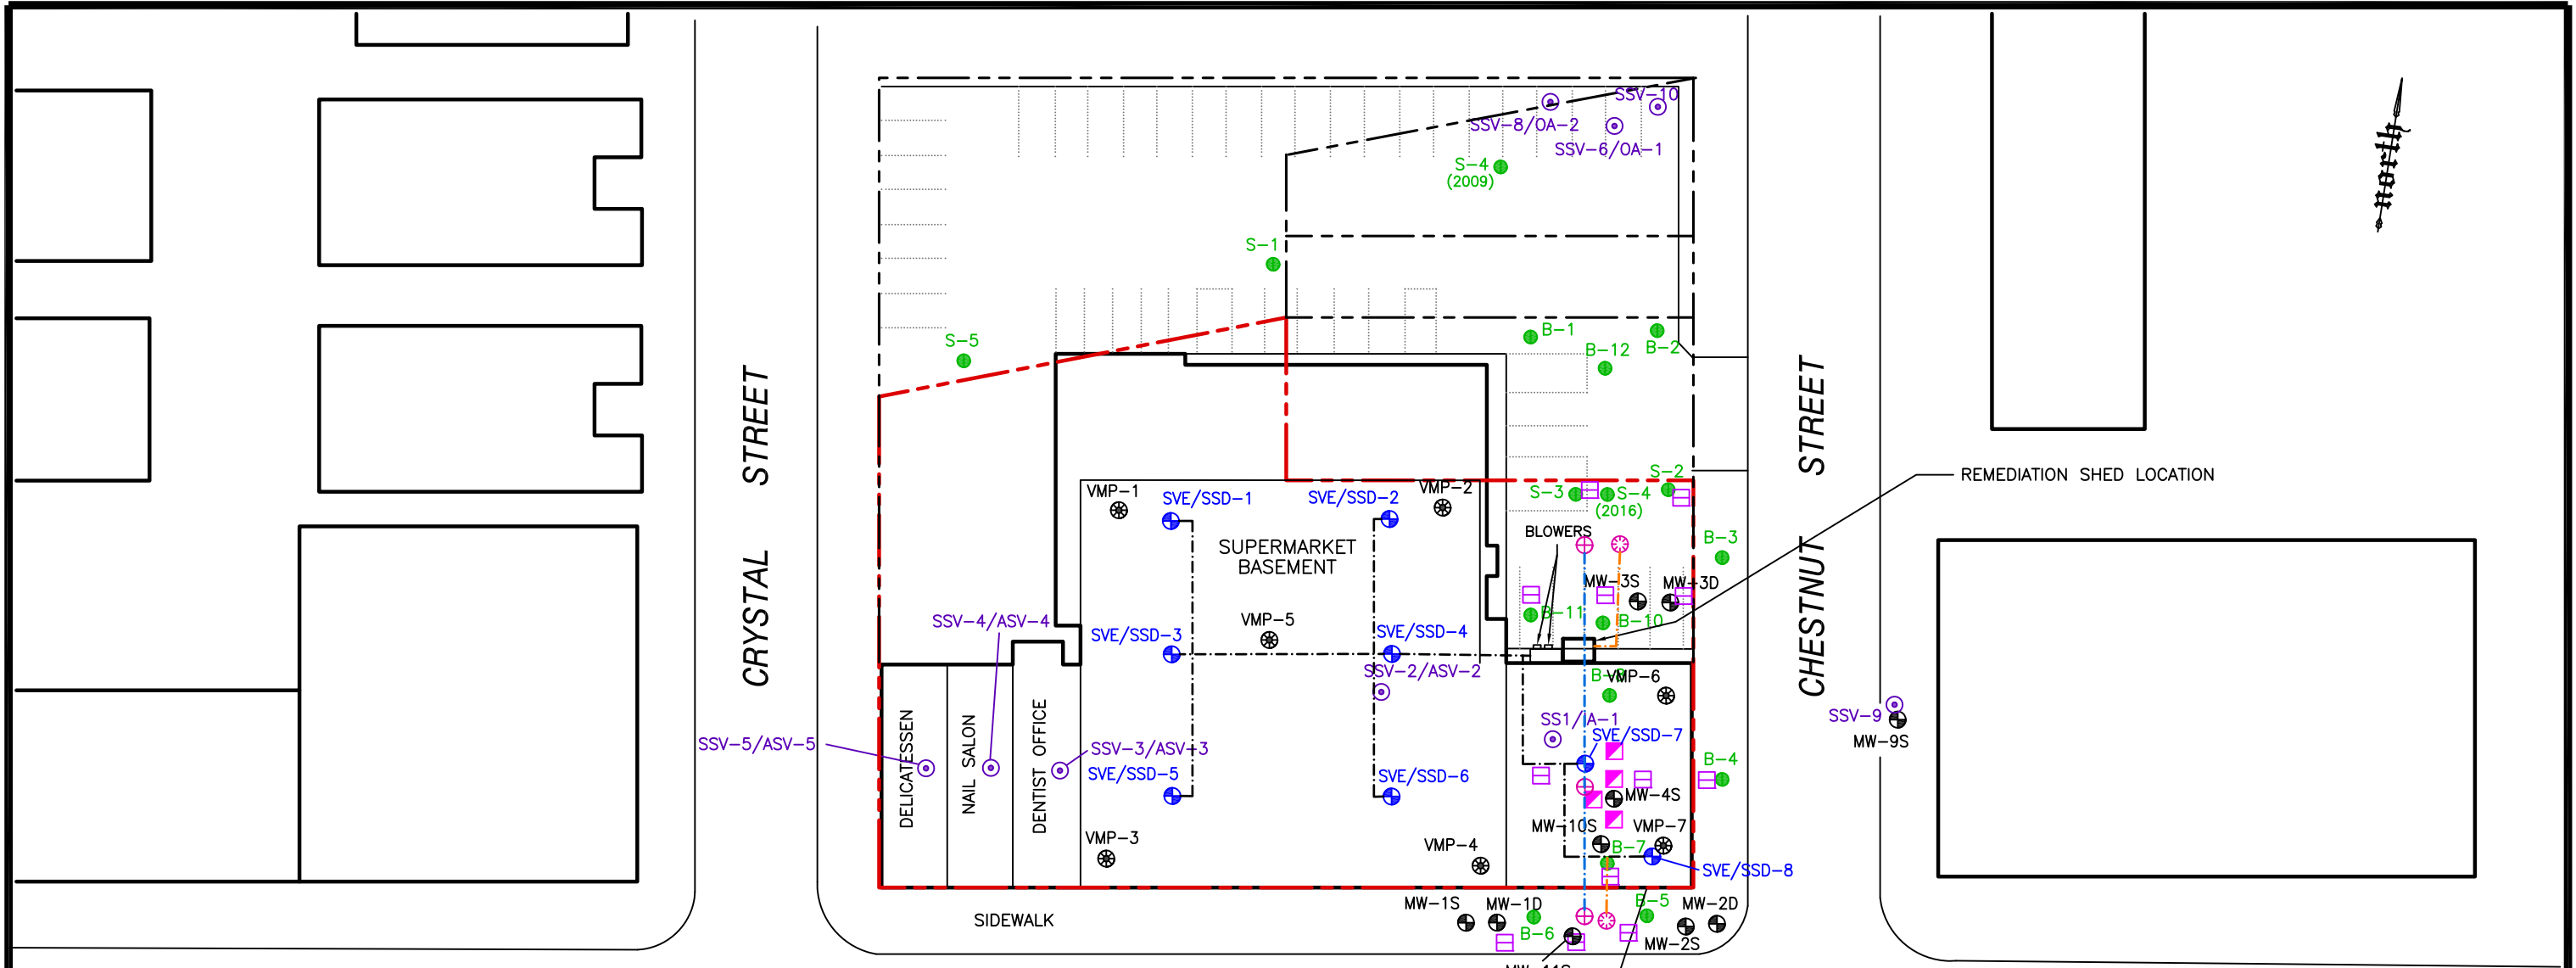 SSV-10
SSV-8/OA-2
SSV-6/OA-1
S-4
(2009)
north
S-1
S-5
B-1
B-12
B-2
CRYSTAL STREET
CHESTNUT STREET
REMEDIATION SHED LOCATION
VMP-1
SVE/SSD-1
SVE/SSD-2
VMP-2
S-3
S-4
(2016)
S-2
SUPERMARKET
BASEMENT
BLOWERS
B-3
MW-3S
MW-3D
B-11
B-10
SSV-4/ASV-4
SVE/SSD-3
VMP-5
SVE/SSD-4
SSV-2/ASV-2
VMP-6
SS1/A-1
SVE/SSD-7
SSV-9
MW-9S
DELICATESSEN
NAIL SALON
DENTIST OFFICE
SSV-5/ASV-5
SSV-3/ASV-3
SVE/SSD-5
SVE/SSD-6
B-4
MW-4S
MW-10S
VMP-7
VMP-3
VMP-4
B-7
SVE/SSD-8
SIDEWALK
MW-1S
MW-1D
B-6
B-5
MW-2D
MW-2S